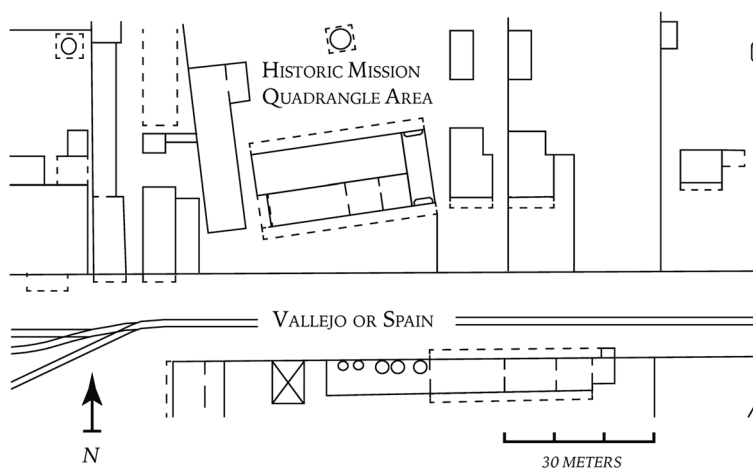 Historic Mission
Quadrangle Area
Vallejo or Spain
N
30 METERS